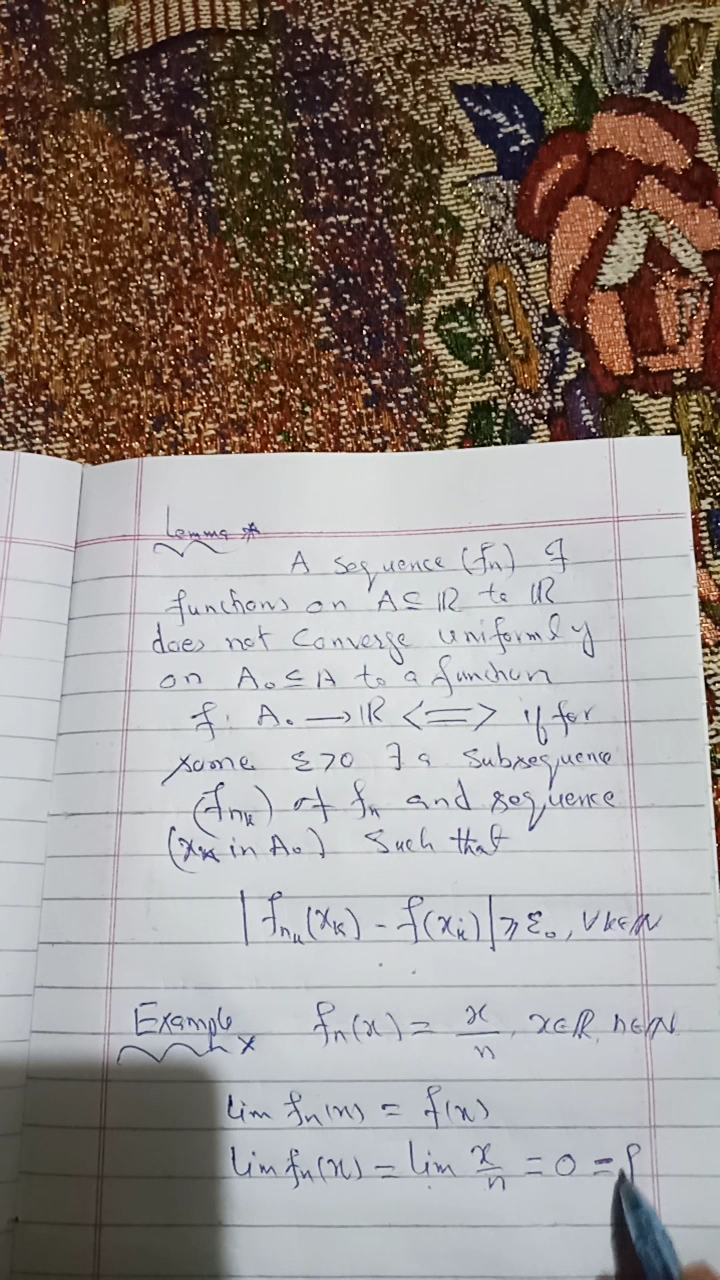 Lemma *
A sequence (fn) of
functions on A ⊆ ℝ to ℝ
does not converge uniformly
on A₀ ⊆ A to a function
f: A₀ → ℝ <=> if for
some ε>0 ∃ a subsequence
(fnₖ) of fn and sequence
(xₖ in A₀) Such that
|fnₖ(xₖ) - f(xₖ)| ≥ ε₀, ∀k∈ℕ
Example * fn(x) = x/n, x∈ℝ, n∈ℕ
lim fn(x) = f(x)
lim fn(x) = lim x/n = 0 = f